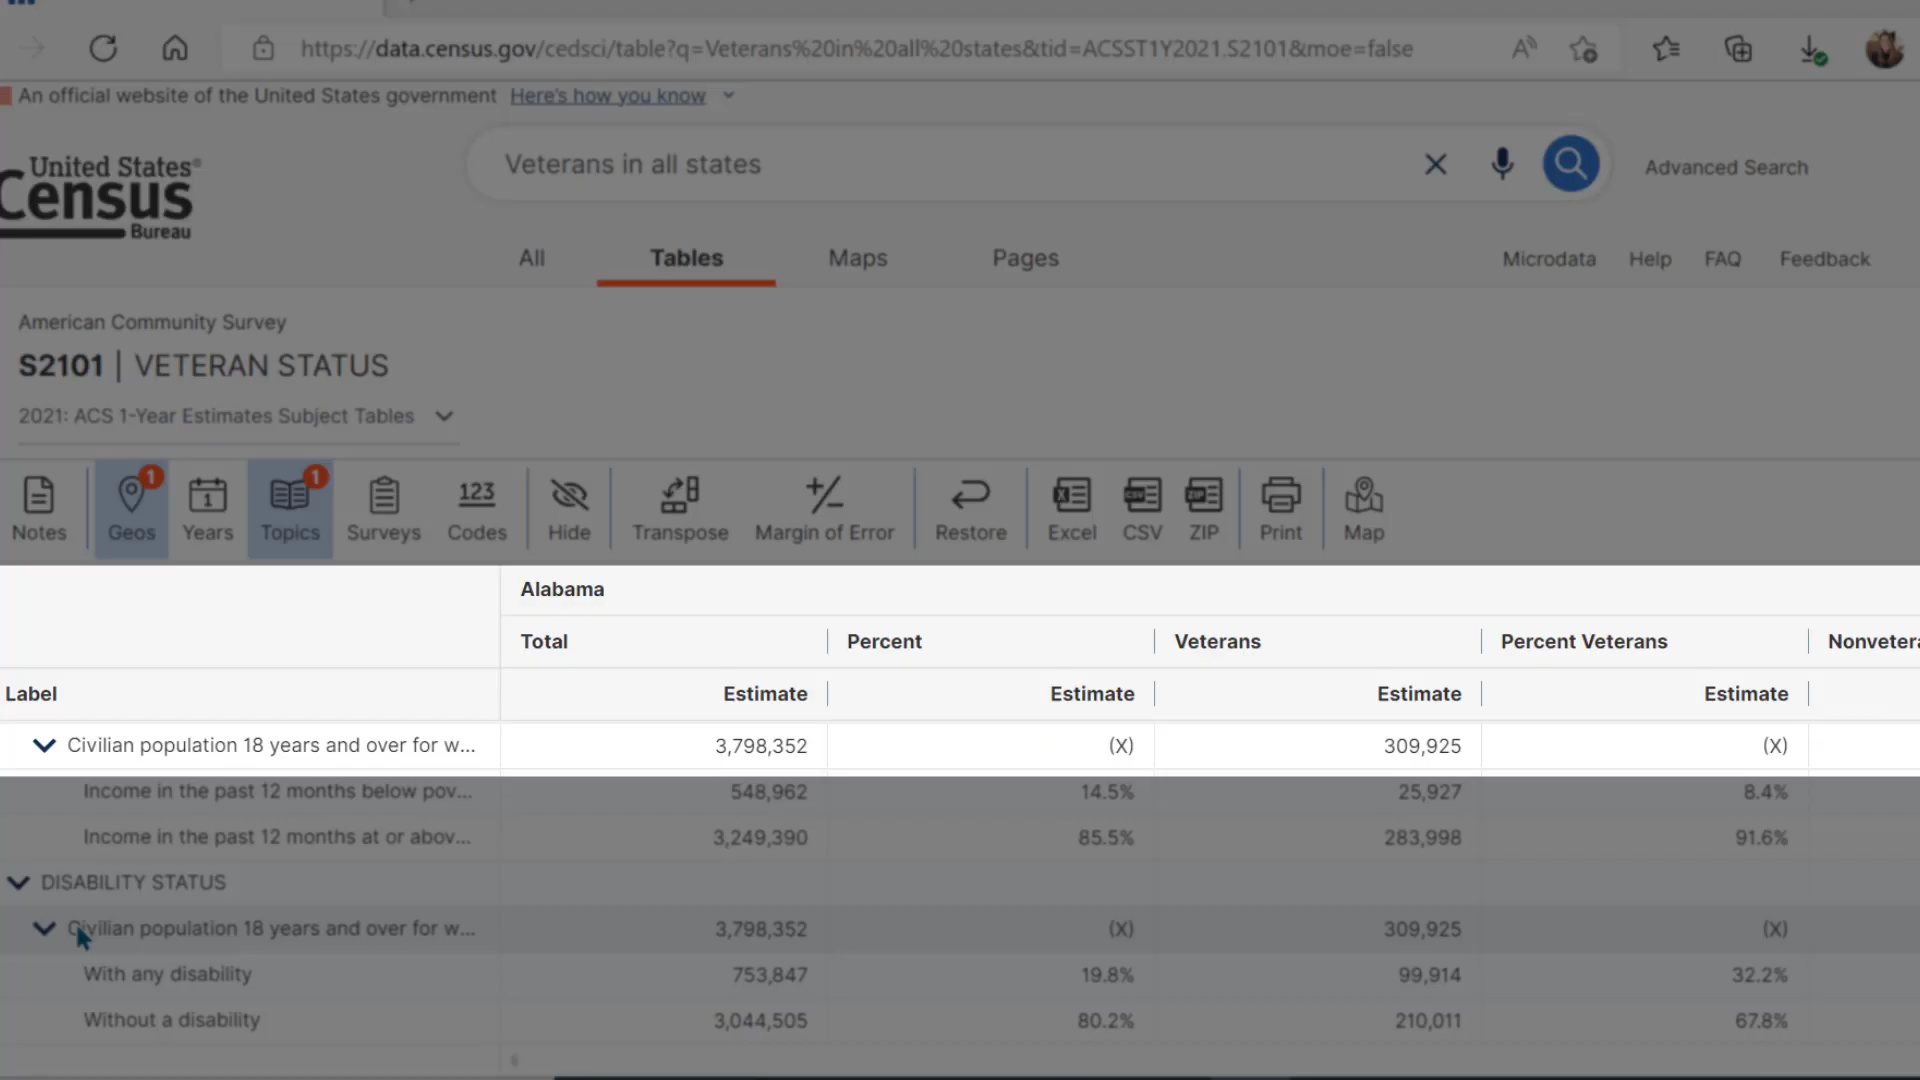 https://data.census.gov/cedsci/table?q=Veterans%20in%20all%20states&tid=ACSST1Y2021.S2101&moe=false
An official website of the United States government Here's how you know
United States®
Census
Bureau
Veterans in all states
Advanced Search
All Tables Maps Pages
Microdata Help FAQ Feedback
American Community Survey
S2101 | VETERAN STATUS
2021: ACS 1-Year Estimates Subject Tables
1 1 1 123 +/-
Notes Geos Years Topics Surveys Codes Hide Transpose Margin of Error Restore Excel CSV ZIP Print Map
Alabama
Total Percent Veterans Percent Veterans Nonvetera
Label Estimate Estimate Estimate Estimate
Civilian population 18 years and over for w... 3,798,352 (X) 309,925 (X)
Income in the past 12 months below pov... 548,962 14.5% 25,927 8.4%
Income in the past 12 months at or abov... 3,249,390 85.5% 283,998 91.6%
DISABILITY STATUS
Civilian population 18 years and over for w... 3,798,352 (X) 309,925 (X)
With any disability 753,847 19.8% 99,914 32.2%
Without a disability 3,044,505 80.2% 210,011 67.8%